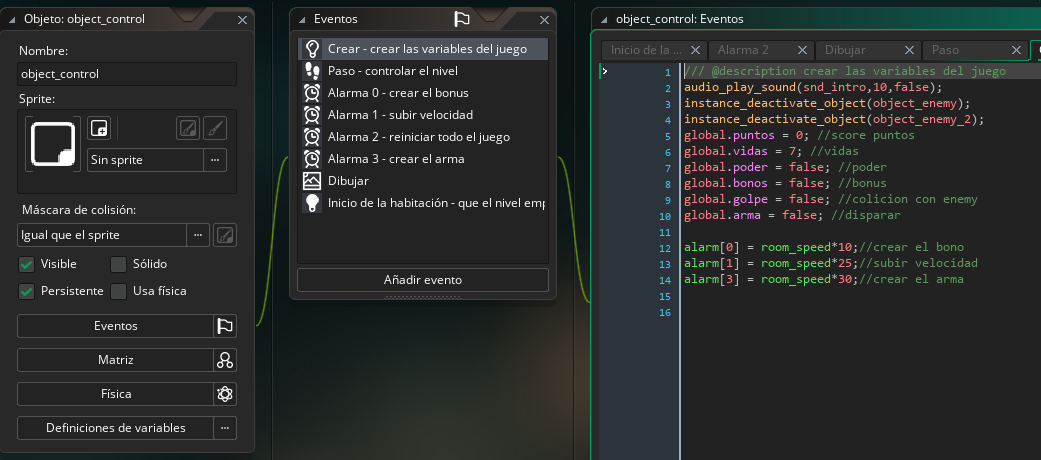 Objeto: object_control
Nombre:
object_control
Sprite:
Sin sprite
...
Máscara de colisión:
Igual que el sprite
...
Visible
Sólido
Persistente
Usa física
Eventos
Matriz
Física
Definiciones de variables
...
Eventos
Crear - crear las variables del juego
Paso - controlar el nivel
Alarma 0 - crear el bonus
Alarma 1 - subir velocidad
Alarma 2 - reiniciar todo el juego
Alarma 3 - crear el arma
Dibujar
Inicio de la habitación - que el nivel emp
Añadir evento
object_control: Eventos
Inicio de la ...
Alarma 2
Dibujar
Paso
1 /// @description crear las variables del juego
2 audio_play_sound(snd_intro,10,false);
3 instance_deactivate_object(object_enemy);
4 instance_deactivate_object(object_enemy_2);
5 global.puntos = 0; //score puntos
6 global.vidas = 7; //vidas
7 global.poder = false; //poder
8 global.bonos = false; //bonus
9 global.golpe = false; //colicion con enemy
10 global.arma = false; //disparar
11
12 alarm[0] = room_speed*10;//crear el bono
13 alarm[1] = room_speed*25;//subir velocidad
14 alarm[3] = room_speed*30;//crear el arma
15
16